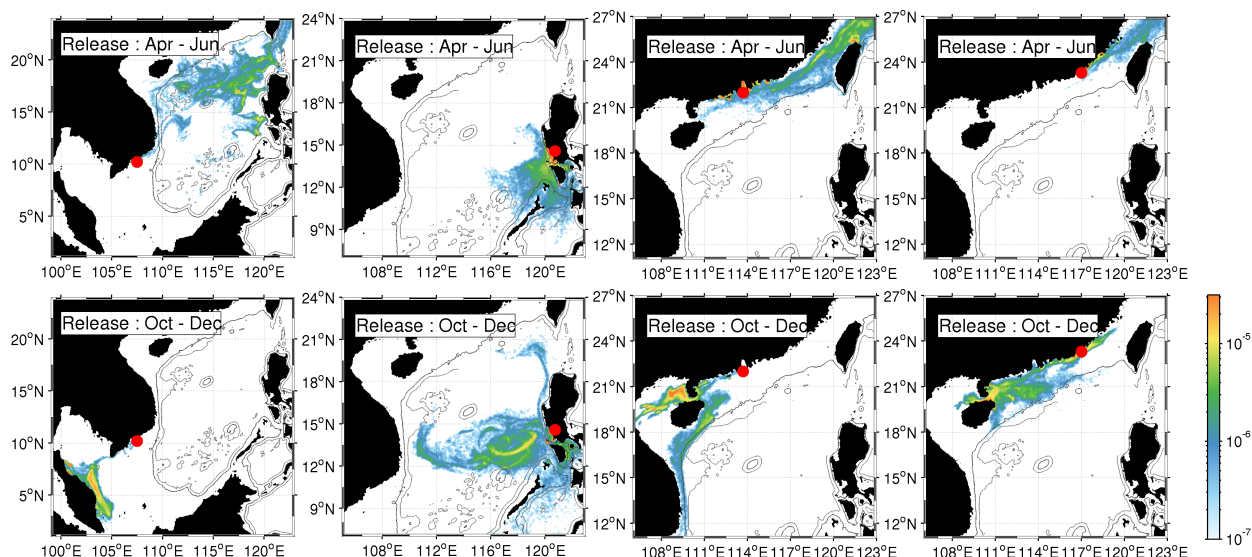 Release : Apr - Jun
20°N
15°N
10°N
5°N
100°E 105°E 110°E 115°E 120°E
24°N
Release : Apr - Jun
21°N
18°N
15°N
12°N
9°N
108°E 112°E 116°E 120°E
27°N
Release : Apr - Jun
24°N
21°N
18°N
15°N
12°N
108°E 111°E 114°E 117°E 120°E 123°E
27°N
Release : Apr - Jun
24°N
21°N
18°N
15°N
12°N
108°E 111°E 114°E 117°E 120°E 123°E
Release : Oct - Dec
20°N
15°N
10°N
5°N
100°E 105°E 110°E 115°E 120°E
24°N
Release : Oct - Dec
21°N
18°N
15°N
12°N
9°N
108°E 112°E 116°E 120°E
27°N
Release : Oct - Dec
24°N
21°N
18°N
15°N
12°N
108°E 111°E 114°E 117°E 120°E 123°E
27°N
Release : Oct - Dec
24°N
21°N
18°N
15°N
12°N
108°E 111°E 114°E 117°E 120°E 123°E
10⁻⁵
10⁻⁶
10⁻⁷